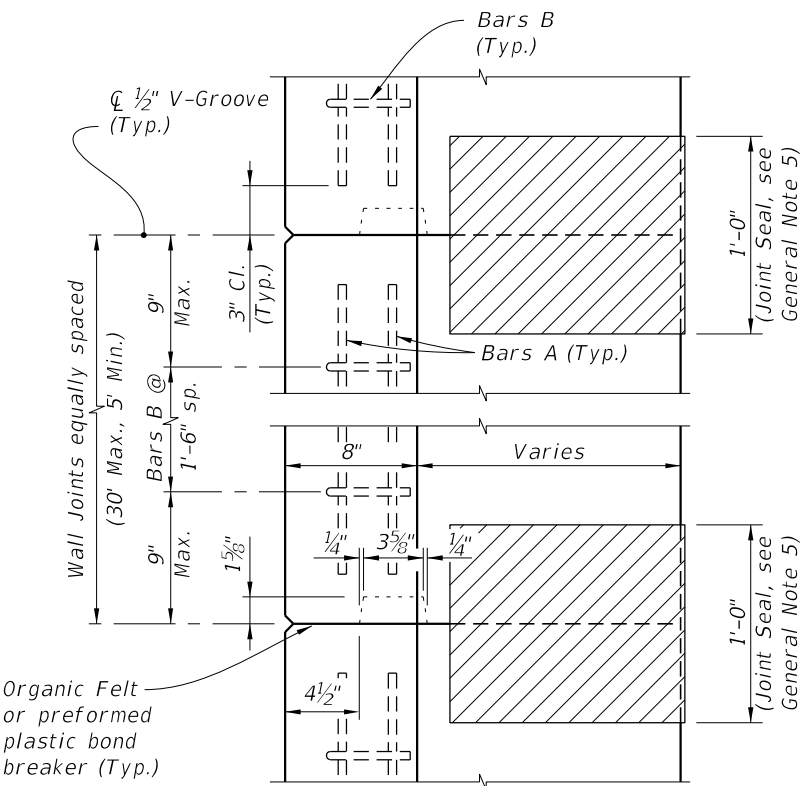 Bars B
(Typ.)
℄ ½" V-Groove
(Typ.)
3" Cl.
(Typ.)
9"
Max.
Wall Joints equally spaced
(30' Max., 5' Min.)
Bars B @
1'-6" sp.
9"
Max.
1'-0"
(Joint Seal, see
General Note 5)
Bars A (Typ.)
8"
Varies
1⅝"
¼"
3⅝"
¼"
4½"
1'-0"
(Joint Seal, see
General Note 5)
Organic Felt
or preformed
plastic bond
breaker (Typ.)